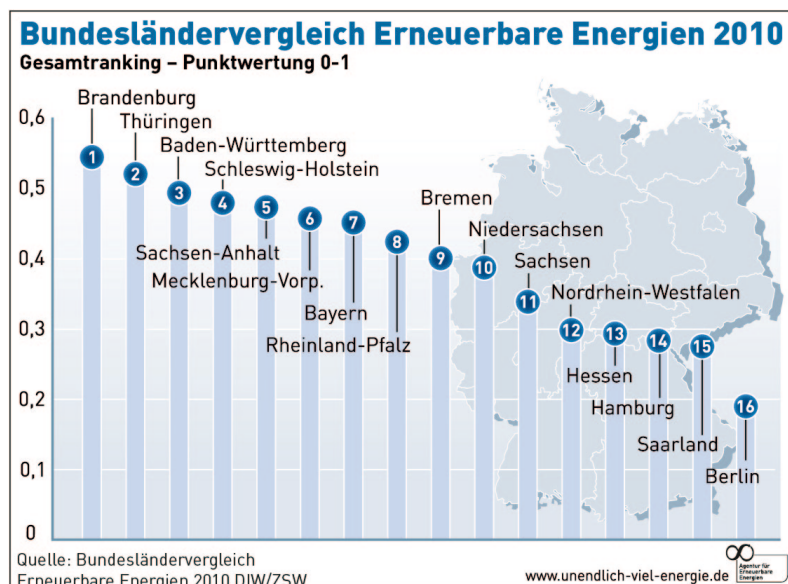 Bundesländervergleich Erneuerbare Energien 2010
Gesamtranking – Punktwertung 0-1
0,6
0,5
0,4
0,3
0,2
0,1
0
Brandenburg
Thüringen
Baden-Württemberg
Schleswig-Holstein
Sachsen-Anhalt
Mecklenburg-Vorp.
Bayern
Rheinland-Pfalz
Bremen
Niedersachsen
Sachsen
Nordrhein-Westfalen
Hessen
Hamburg
Saarland
Berlin
1
2
3
4
5
6
7
8
9
10
11
12
13
14
15
16
Quelle: Bundesländervergleich
Erneuerbare Energien 2010 DIW/ZSW
www.unendlich-viel-energie.de
Agentur für
Erneuerbare
Energien